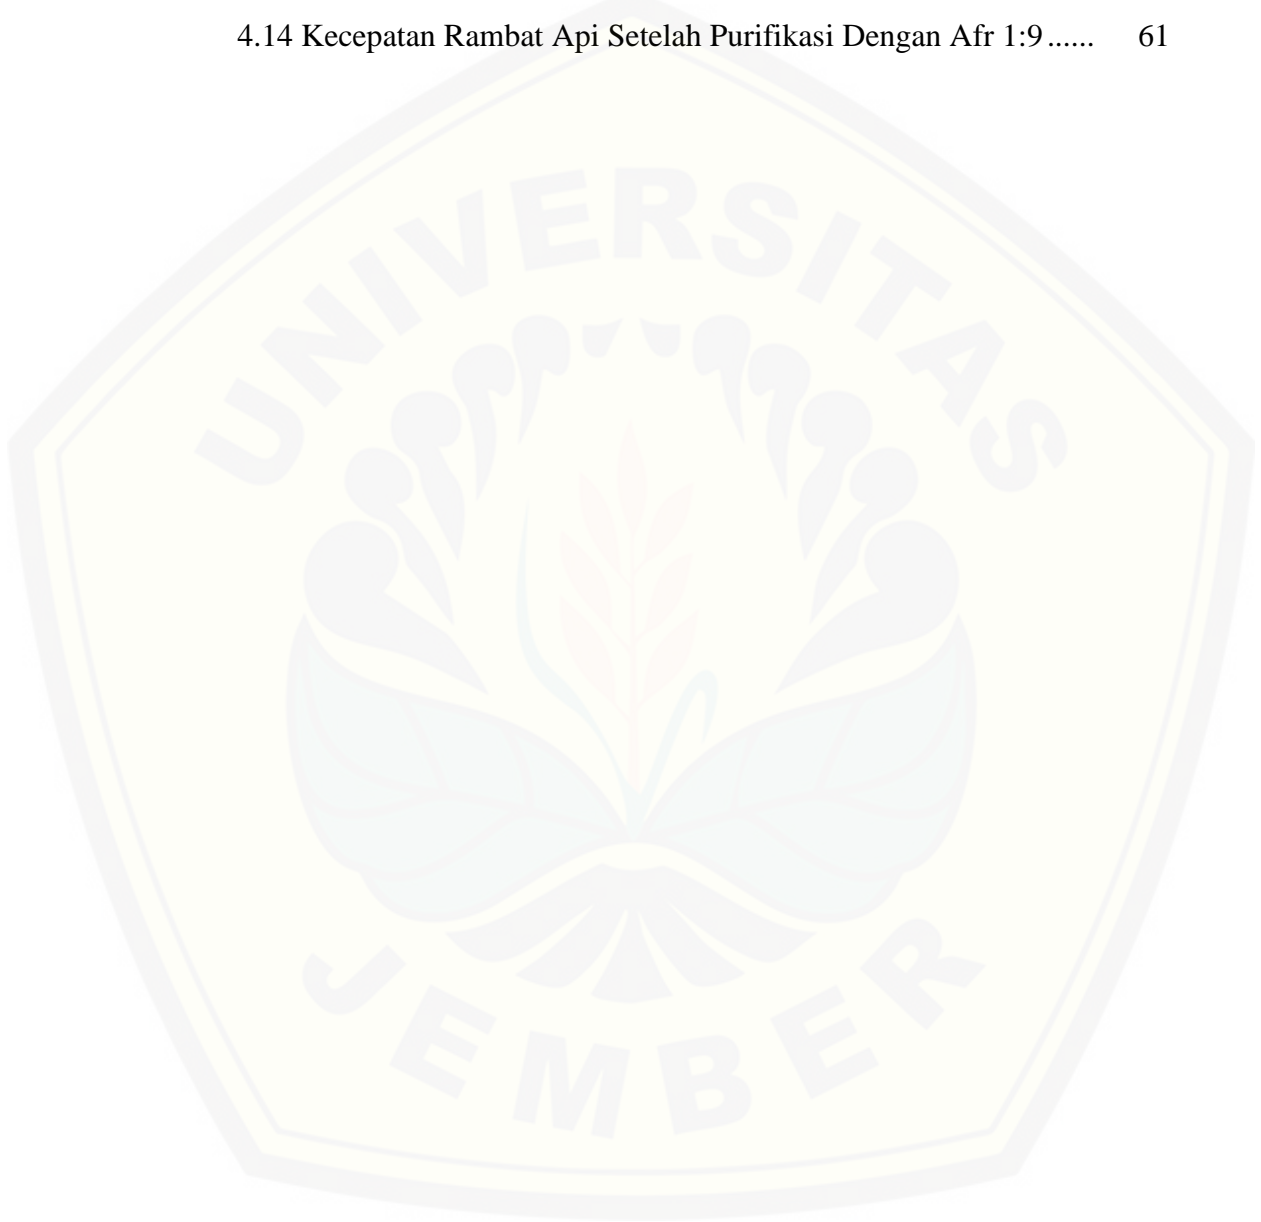 4.14 Kecepatan Rambat Api Setelah Purifikasi Dengan Afr 1:9 ...... 61
UNIVERSITAS
JEMBER